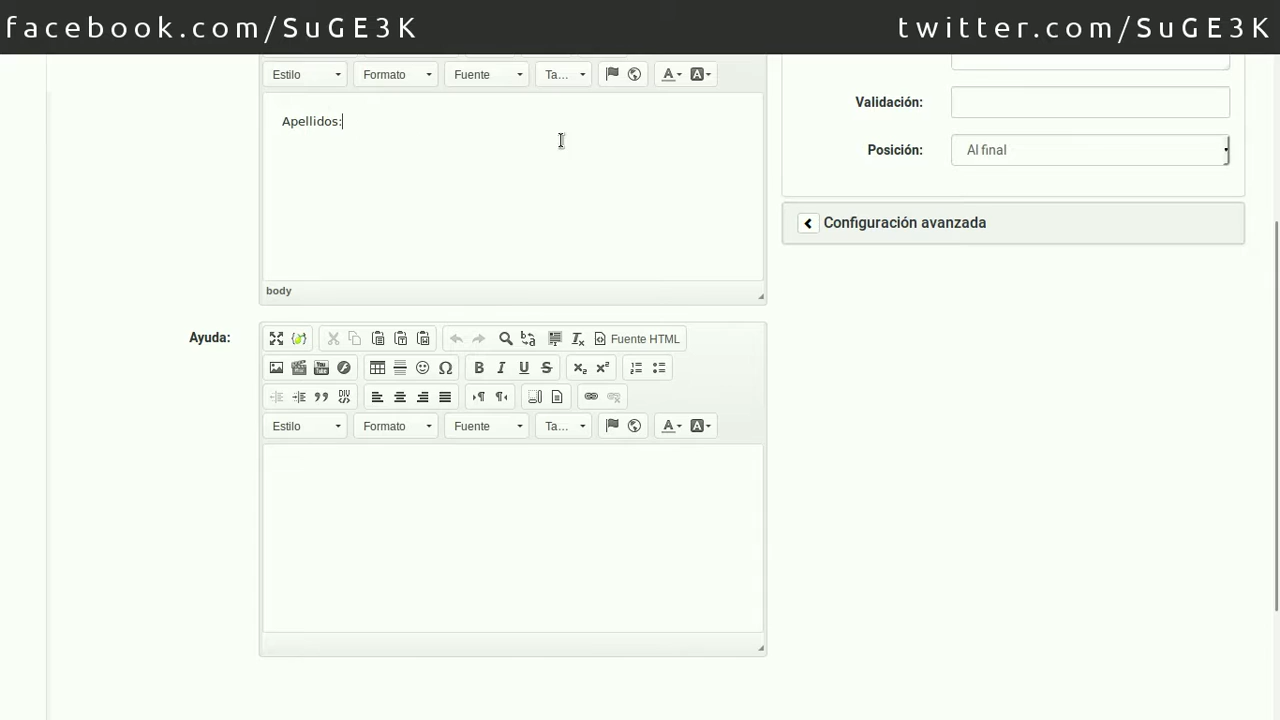 facebook.com/SuGE3K
twitter.com/SuGE3K
Estilo Formato Fuente Ta... A A
Apellidos:
body
Validación:
Posición: Al final
Configuración avanzada
Ayuda:
Fuente HTML
B I U S
Estilo Formato Fuente Ta... A A